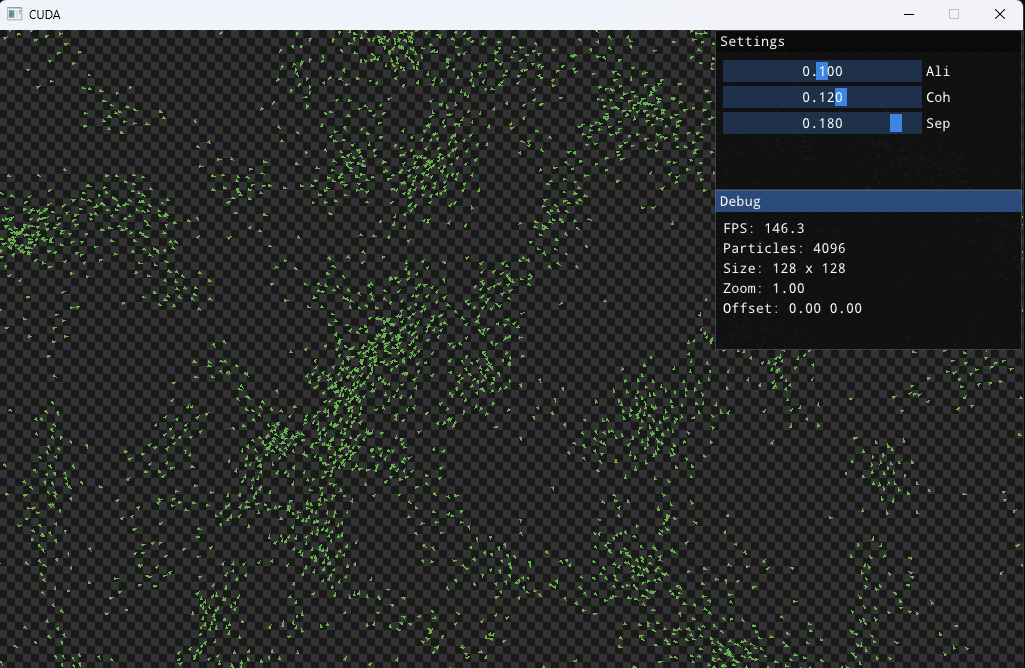 CUDA
Settings
0.100 Ali
0.120 Coh
0.180 Sep
Debug
FPS: 146.3
Particles: 4096
Size: 128 x 128
Zoom: 1.00
Offset: 0.00 0.00